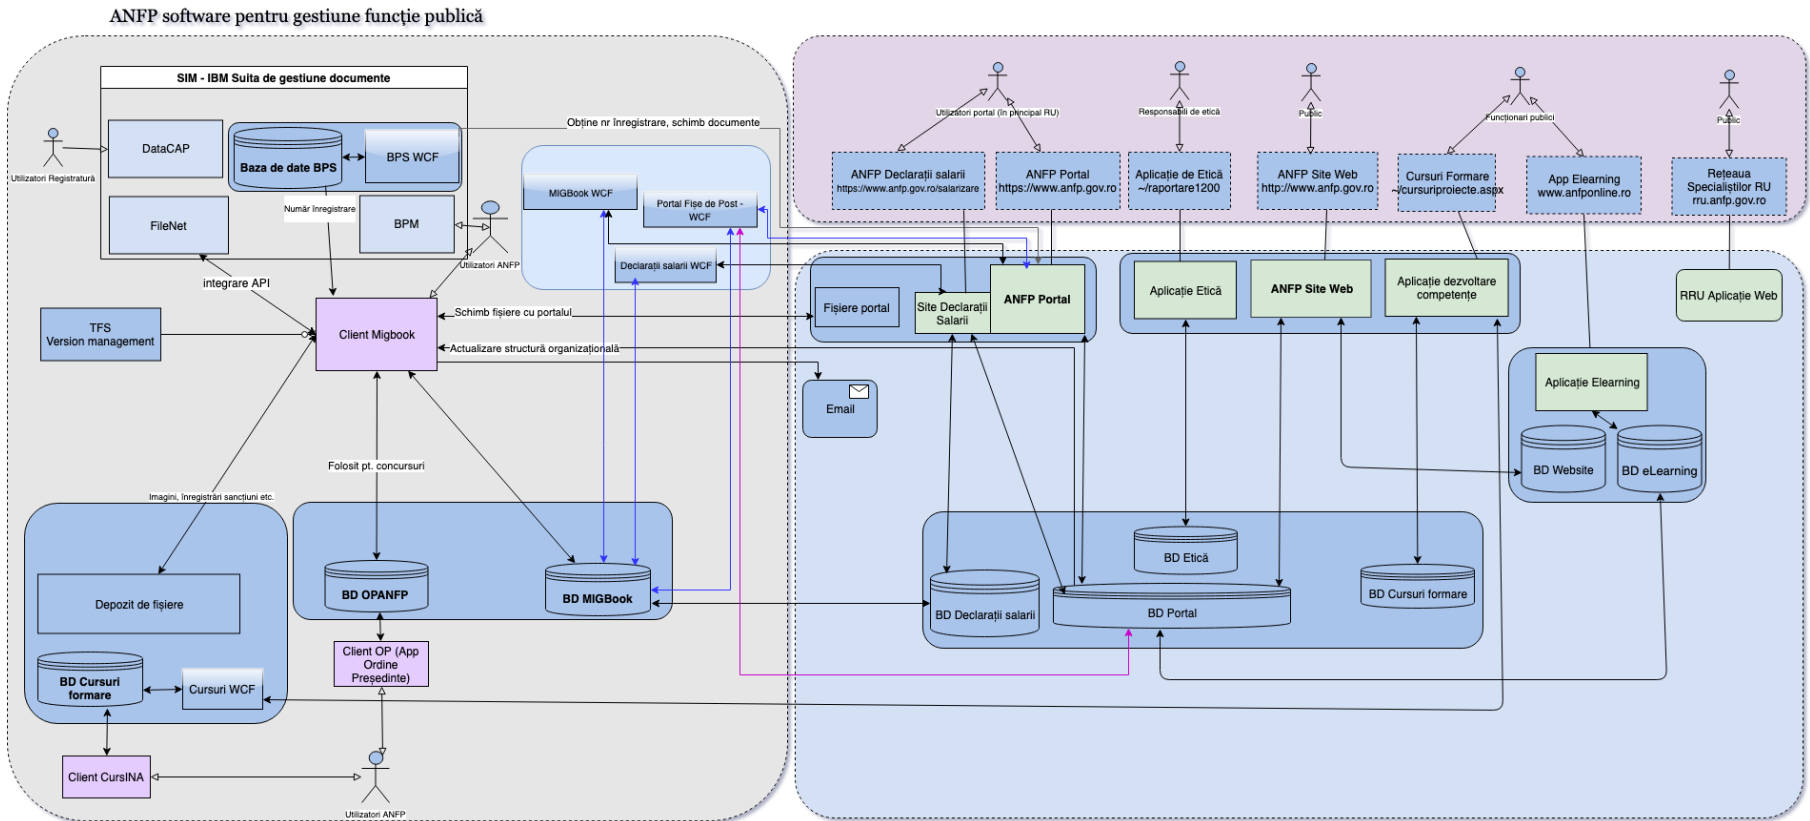 ANFP software pentru gestiune funcție publică
SIM - IBM Suita de gestiune documente
DataCAP
Baza de date BPS
BPS WCF
Utilizatori Registratură
Număr înregistrare
FileNet
BPM
Utilizatori ANFP
integrare API
TFS
Version management
Client Migbook
Obține nr înregistrare, schimb documente
MIGBook WCF
Portal Fișe de Post -
WCF
Declarații salarii WCF
Schimb fișiere cu portalul
Actualizare structură organizațională
Folosit pt. concursuri
Imagini, înregistrări sancțiuni etc.
Depozit de fișiere
BD Cursuri
formare
Cursuri WCF
Client CursINA
BD OPANFP
BD MIGBook
Client OP (App
Ordine
Președinte)
Utilizatori ANFP
Utilizatori portal (în principal RU)
Responsabili de etică
Public
Funcționari publici
Public
ANFP Declarații salarii
https://www.anfp.gov.ro/salarizare
ANFP Portal
https://www.anfp.gov.ro
Aplicație de Etică
~/raportare1200
ANFP Site Web
http://www.anfp.gov.ro
Cursuri Formare
~/cursuriproiecte.aspx
App Elearning
www.anfponline.ro
Rețeaua
Specialiștilor RU
rru.anfp.gov.ro
Fișiere portal
Site Declarații
Salarii
ANFP Portal
Aplicație Etică
ANFP Site Web
Aplicație dezvoltare
competențe
RRU Aplicație Web
Email
Aplicație Elearning
BD Website
BD eLearning
BD Etică
BD Declarații salarii
BD Portal
BD Cursuri formare